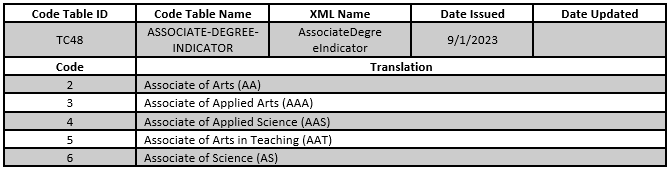 Code Table ID Code Table Name XML Name Date Issued Date Updated
TC48 ASSOCIATE-DEGREE-INDICATOR AssociateDegreeIndicator 9/1/2023
Code Translation
2 Associate of Arts (AA)
3 Associate of Applied Arts (AAA)
4 Associate of Applied Science (AAS)
5 Associate of Arts in Teaching (AAT)
6 Associate of Science (AS)